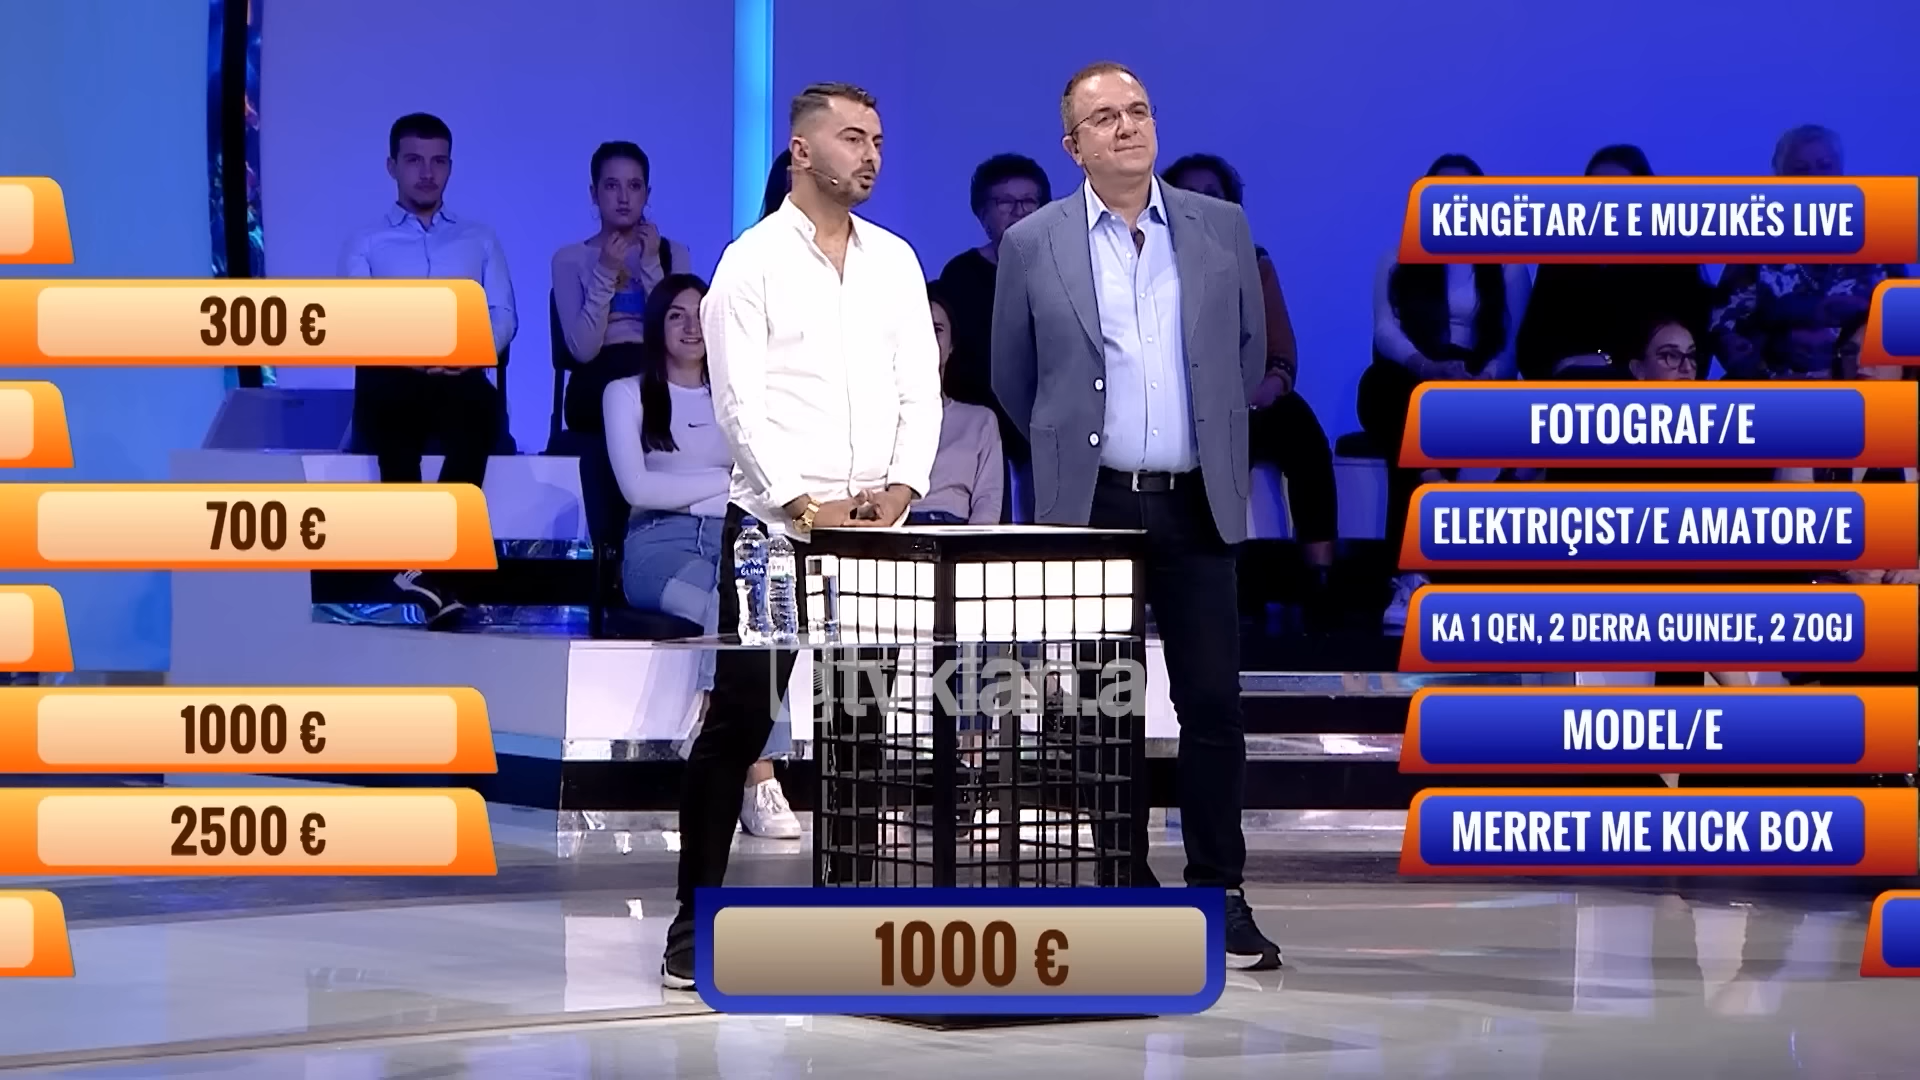 300 €
700 €
1000 €
2500 €
KËNGËTAR/E E MUZIKËS LIVE
FOTOGRAF/E
ELEKTRIÇIST/E AMATOR/E
KA 1 QEN, 2 DERRA GUINEJE, 2 ZOGJ
MODEL/E
MERRET ME KICK BOX
GLINA
tvklan.a
1000 €